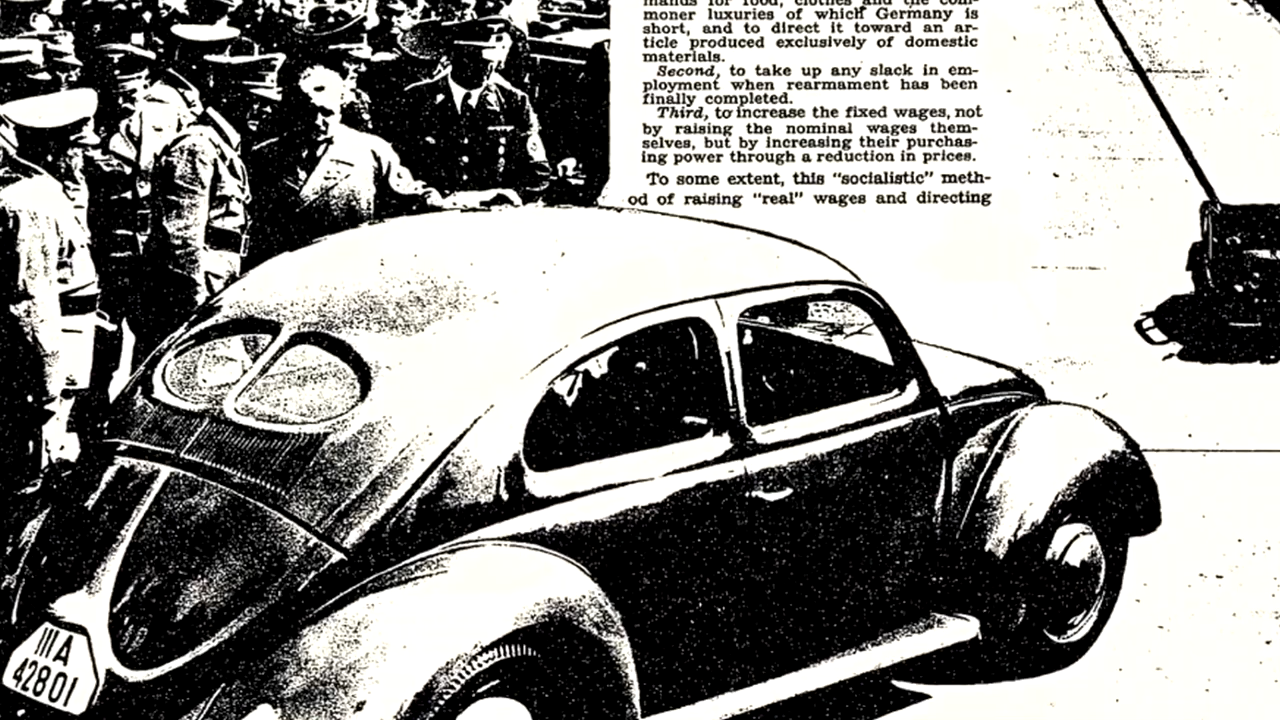 mands for food, clothes and the com-
moner luxuries of which Germany is
short, and to direct it toward an ar-
ticle produced exclusively of domestic
materials.
Second, to take up any slack in em-
ployment when rearmament has been
finally completed.
Third, to increase the fixed wages, not
by raising the nominal wages them-
selves, but by increasing their purchas-
ing power through a reduction in prices.
To some extent, this "socialistic" meth-
od of raising "real" wages and directing
IIIA
42801